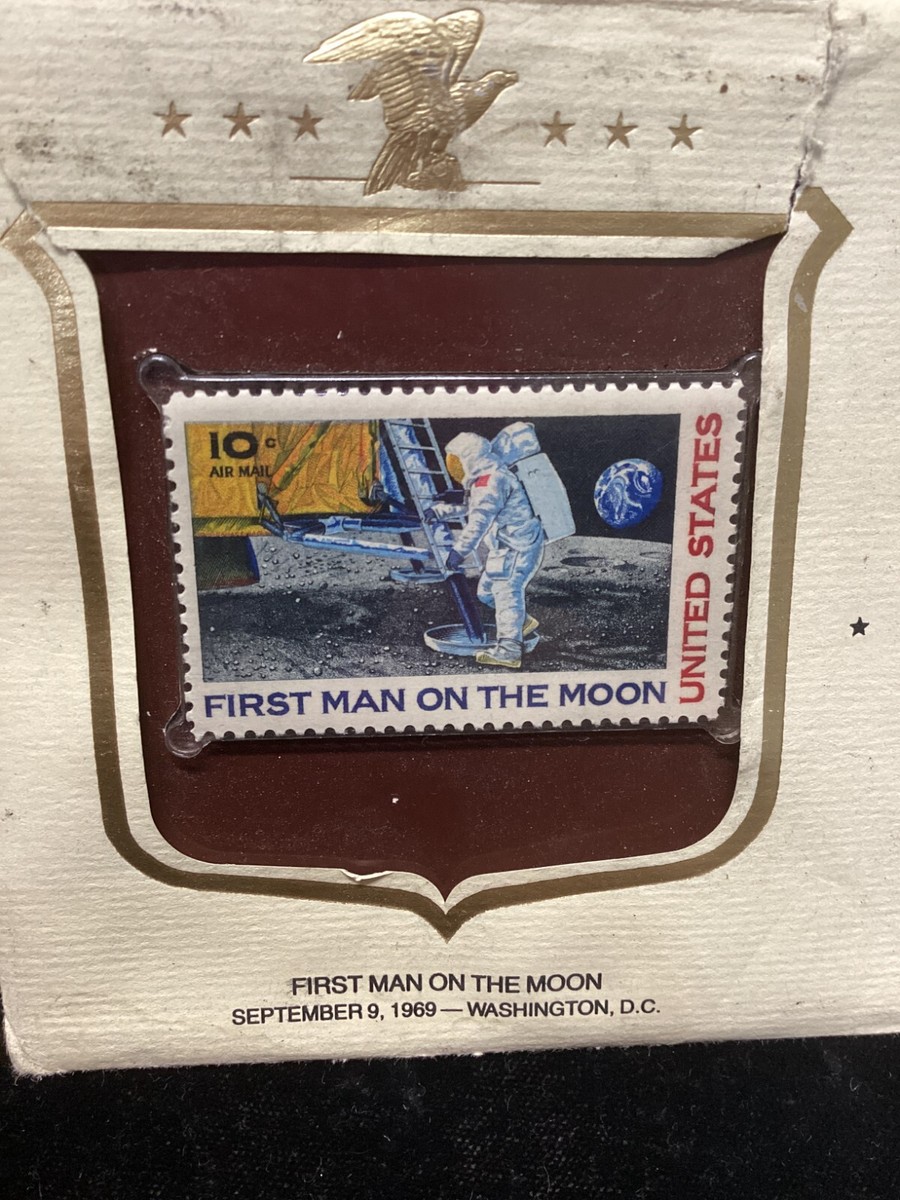 10c
AIR MAIL
UNITED STATES
FIRST MAN ON THE MOON
FIRST MAN ON THE MOON
SEPTEMBER 9, 1969 — WASHINGTON, D.C.